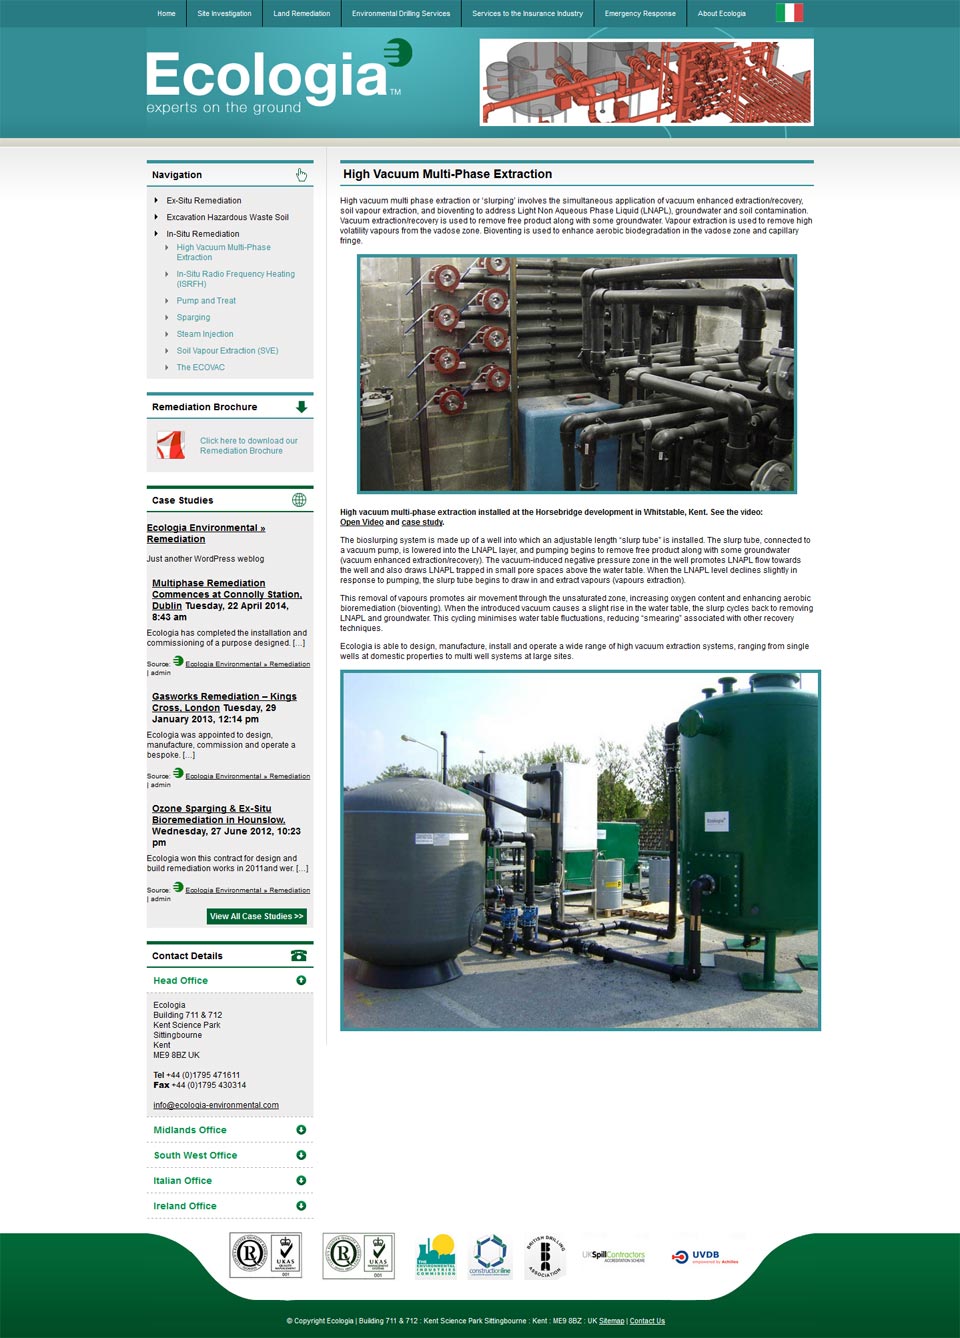 Home
Site Investigation
Land Remediation
Environmental Drilling Services
Services to the Insurance Industry
Emergency Response
About Ecologia
Ecologia TM
experts on the ground
Navigation
Ex-Situ Remediation
Excavation Hazardous Waste Soil
In-Situ Remediation
High Vacuum Multi-Phase
Extraction
In-Situ Radio Frequency Heating
(ISRFH)
Pump and Treat
Sparging
Steam Injection
Soil Vapour Extraction (SVE)
The ECOVAC
Remediation Brochure
Click here to download our
Remediation Brochure
Case Studies
Ecologia Environmental »
Remediation
Just another WordPress weblog
Multiphase Remediation
Commences at Connolly Station,
Dublin Tuesday, 22 April 2014,
8:43 am
Ecologia has completed the installation and
commissioning of a purpose designed. [...]
Source: Ecologia Environmental » Remediation
| admin
Gasworks Remediation – Kings
Cross, London Tuesday, 29
January 2013, 12:14 pm
Ecologia was appointed to design,
manufacture, commission and operate a
bespoke. [...]
Source: Ecologia Environmental » Remediation
| admin
Ozone Sparging & Ex-Situ
Bioremediation in Hounslow.
Wednesday, 27 June 2012, 10:23
pm
Ecologia won this contract for design and
build remediation works in 2011and wer. [...]
Source: Ecologia Environmental » Remediation
| admin
View All Case Studies >>
Contact Details
Head Office
Ecologia
Building 711 & 712
Kent Science Park
Sittingbourne
Kent
ME9 8BZ UK
Tel +44 (0)1795 471611
Fax +44 (0)1795 430314
info@ecologia-environmental.com
Midlands Office
South West Office
Italian Office
Ireland Office
High Vacuum Multi-Phase Extraction
High vacuum multi phase extraction or 'slurping' involves the simultaneous application of vacuum enhanced extraction/recovery,
soil vapour extraction, and bioventing to address Light Non Aqueous Phase Liquid (LNAPL), groundwater and soil contamination.
Vacuum extraction/recovery is used to remove free product along with some groundwater. Vapour extraction is used to remove high
volatility vapours from the vadose zone. Bioventing is used to enhance aerobic biodegradation in the vadose zone and capillary
fringe.
High vacuum multi-phase extraction installed at the Horsebridge development in Whitstable, Kent. See the video:
Open Video and case study.
The bioslurping system is made up of a well into which an adjustable length “slurp tube” is installed. The slurp tube, connected to
a vacuum pump, is lowered into the LNAPL layer, and pumping begins to remove free product along with some groundwater
(vacuum enhanced extraction/recovery). The vacuum-induced negative pressure zone in the well promotes LNAPL flow towards
the well and also draws LNAPL trapped in small pore spaces above the water table. When the LNAPL level declines slightly in
response to pumping, the slurp tube begins to draw in and extract vapours (vapours extraction).
This removal of vapours promotes air movement through the unsaturated zone, increasing oxygen content and enhancing aerobic
bioremediation (bioventing). When the introduced vacuum causes a slight rise in the water table, the slurp cycles back to removing
LNAPL and groundwater. This cycling minimises water table fluctuations, reducing “smearing” associated with other recovery
techniques.
Ecologia is able to design, manufacture, install and operate a wide range of high vacuum extraction systems, ranging from single
wells at domestic properties to multi well systems at large sites.
Ecologia
UKAS
001
UKAS
001
THE
ENVIRONMENTAL
INDUSTRIES
COMMISSION
constructionline
BRITISH DRILLING
ASSOCIATION
UKSpillContractors
ACCREDITATION SCHEME
UVDB
empowered by Achilles
© Copyright Ecologia | Building 711 & 712 : Kent Science Park Sittingbourne : Kent : ME9 8BZ : UK Sitemap | Contact Us